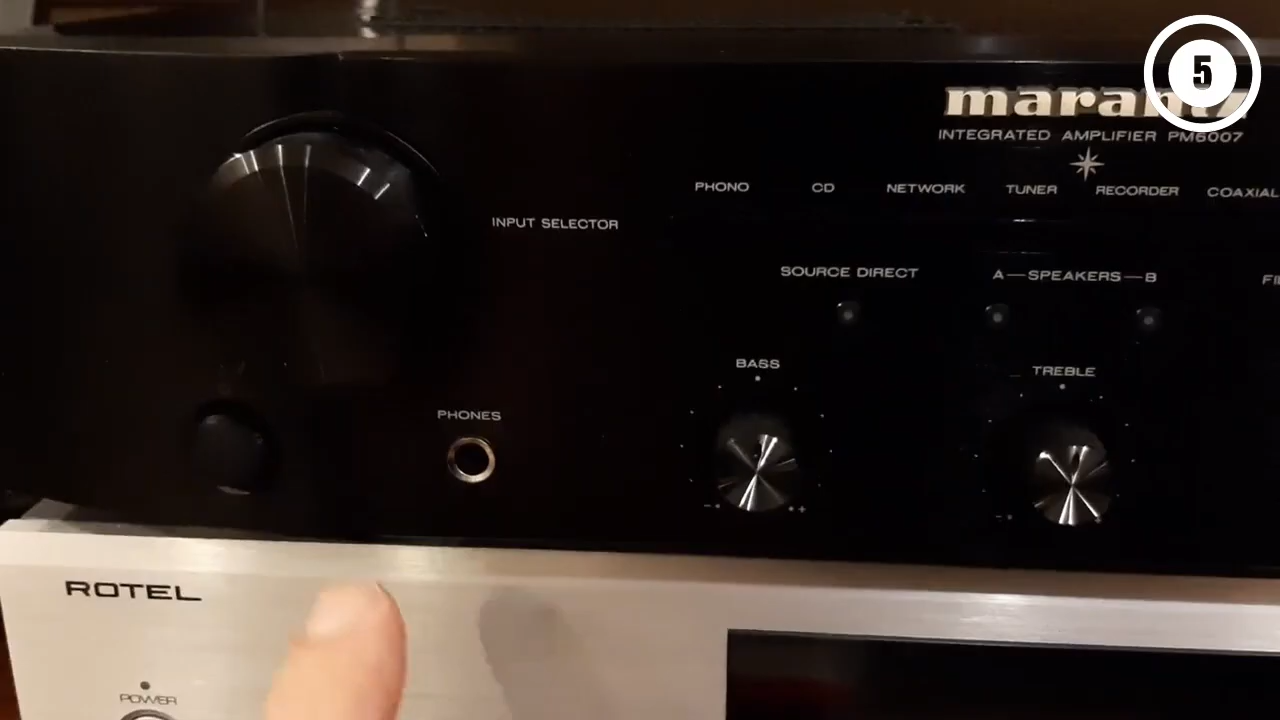 5
marantz
INTEGRATED AMPLIFIER PM6007
PHONO CD NETWORK TUNER RECORDER COAXIAL
INPUT SELECTOR
SOURCE DIRECT A—SPEAKERS—B
BASS TREBLE
PHONES
ROTEL
POWER